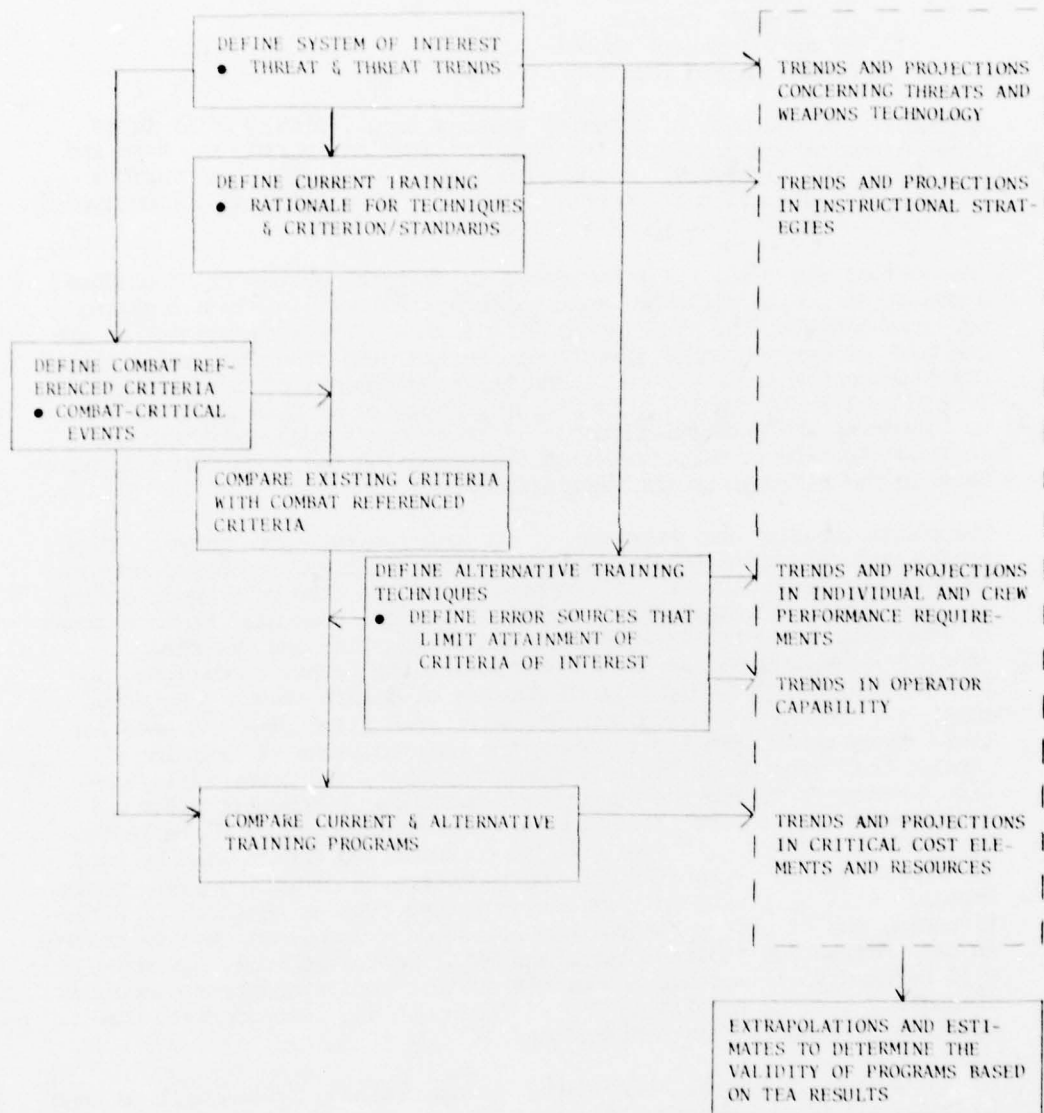 DEFINE SYSTEM OF INTEREST
● THREAT & THREAT TRENDS
TRENDS AND PROJECTIONS
CONCERNING THREATS AND
WEAPONS TECHNOLOGY
DEFINE CURRENT TRAINING
● RATIONALE FOR TECHNIQUES
& CRITERION/STANDARDS
TRENDS AND PROJECTIONS
IN INSTRUCTIONAL STRAT-
EGIES
DEFINE COMBAT REF-
ERENCED CRITERIA
● COMBAT-CRITICAL
EVENTS
COMPARE EXISTING CRITERIA
WITH COMBAT REFERENCED
CRITERIA
DEFINE ALTERNATIVE TRAINING
TECHNIQUES
● DEFINE ERROR SOURCES THAT
LIMIT ATTAINMENT OF
CRITERIA OF INTEREST
TRENDS AND PROJECTIONS
IN INDIVIDUAL AND CREW
PERFORMANCE REQUIRE-
MENTS
TRENDS IN OPERATOR
CAPABILITY
COMPARE CURRENT & ALTERNATIVE
TRAINING PROGRAMS
TRENDS AND PROJECTIONS
IN CRITICAL COST ELE-
MENTS AND RESOURCES
EXTRAPOLATIONS AND ESTI-
MATES TO DETERMINE THE
VALIDITY OF PROGRAMS BASED
ON TEA RESULTS